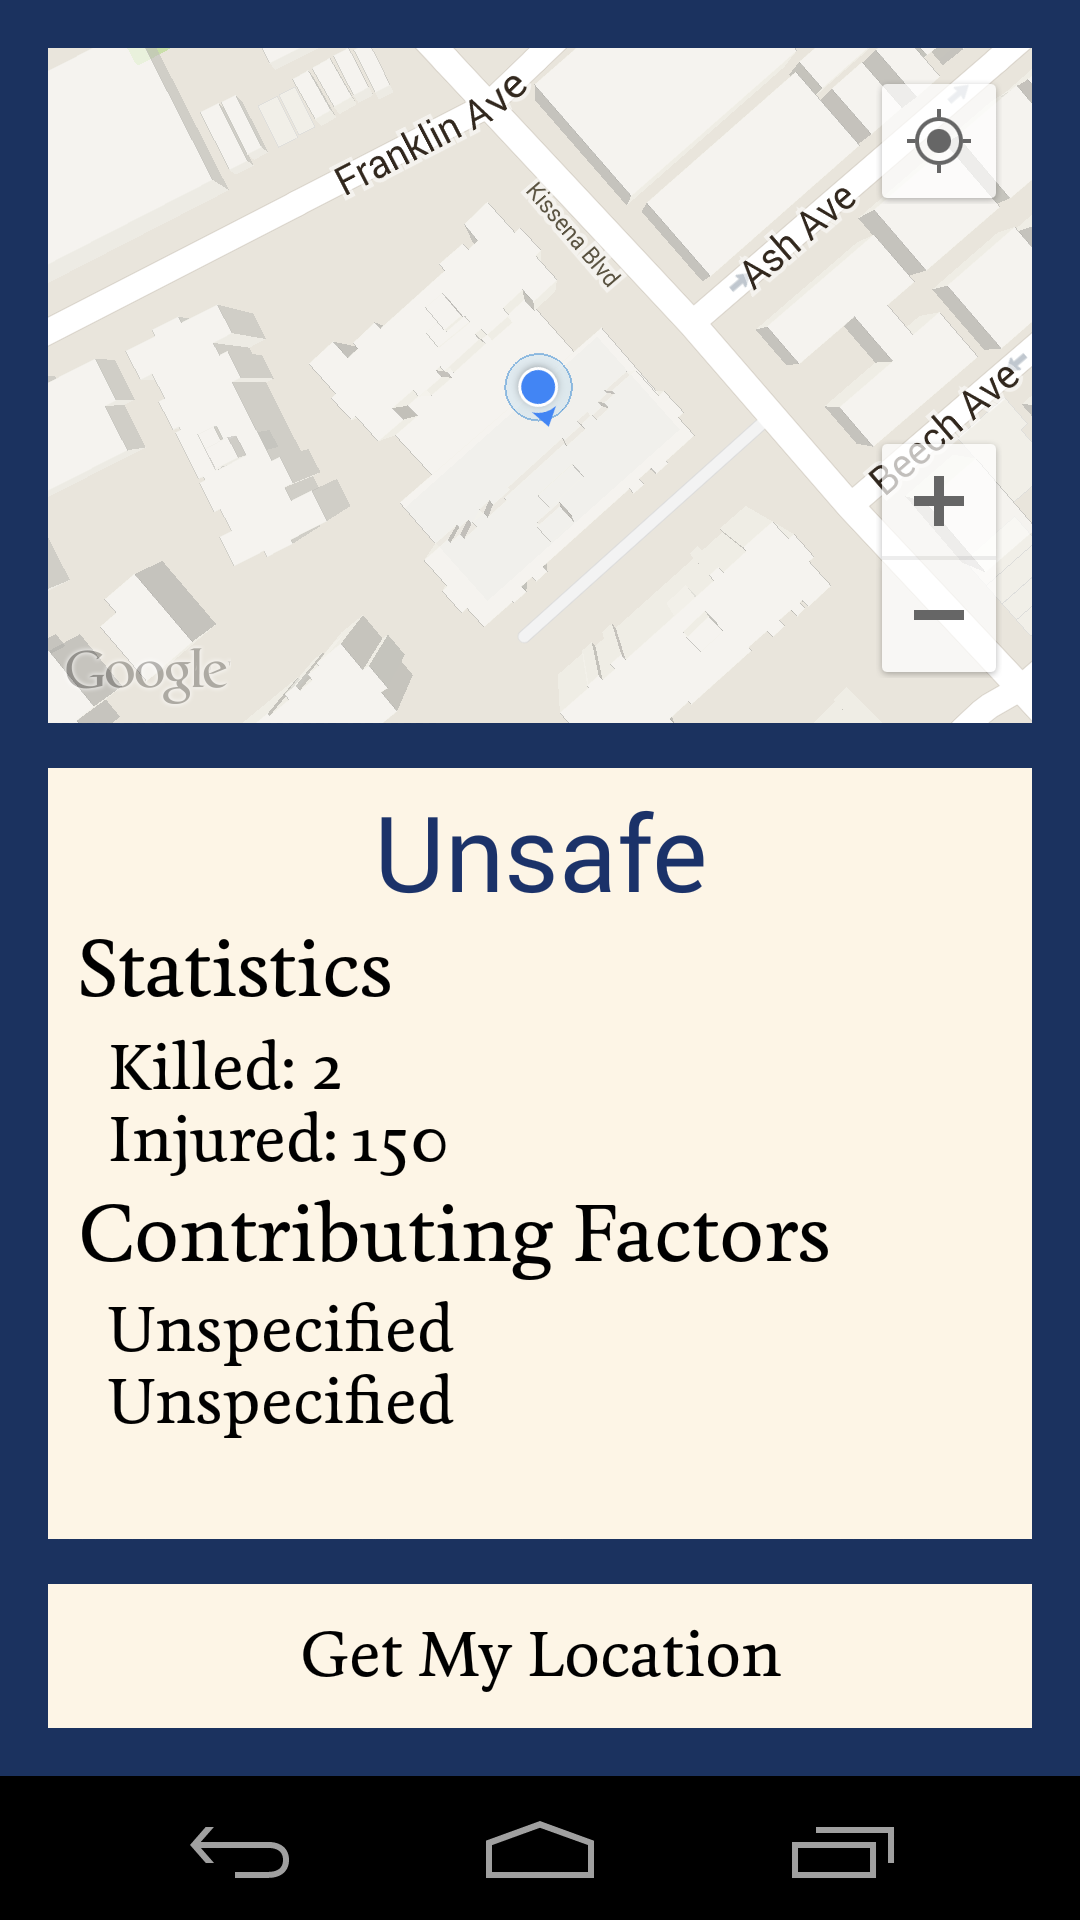 Franklin Ave
Kissena Blvd
Ash Ave
Beech Ave
Google
Unsafe
Statistics
Killed: 2
Injured: 150
Contributing Factors
Unspecified
Unspecified
Get My Location